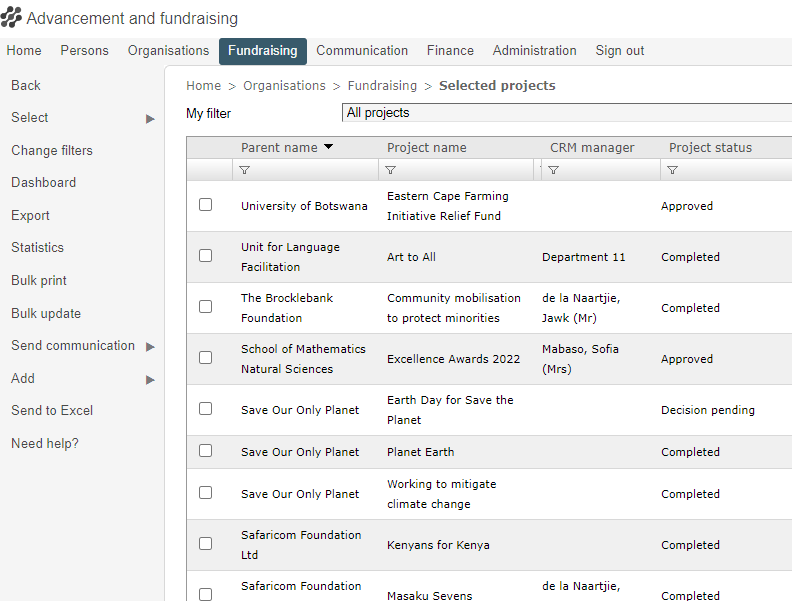 Advancement and fundraising
Home Persons Organisations Fundraising Communication Finance Administration Sign out
Back
Select
Change filters
Dashboard
Export
Statistics
Bulk print
Bulk update
Send communication
Add
Send to Excel
Need help?
Home > Organisations > Fundraising > Selected projects
My filter All projects
Parent name Project name CRM manager Project status
University of Botswana
Eastern Cape Farming
Initiative Relief Fund
Approved
Unit for Language
Facilitation
Art to All
Department 11
Completed
The Brocklebank
Foundation
Community mobilisation
to protect minorities
de la Naartjie,
Jawk (Mr)
Completed
School of Mathematics
Natural Sciences
Excellence Awards 2022
Mabaso, Sofia
(Mrs)
Approved
Save Our Only Planet
Earth Day for Save the
Planet
Decision pending
Save Our Only Planet
Planet Earth
Completed
Save Our Only Planet
Working to mitigate
climate change
Completed
Safaricom Foundation
Ltd
Kenyans for Kenya
Completed
Safaricom Foundation
Masaku Sevens
de la Naartjie,
Completed